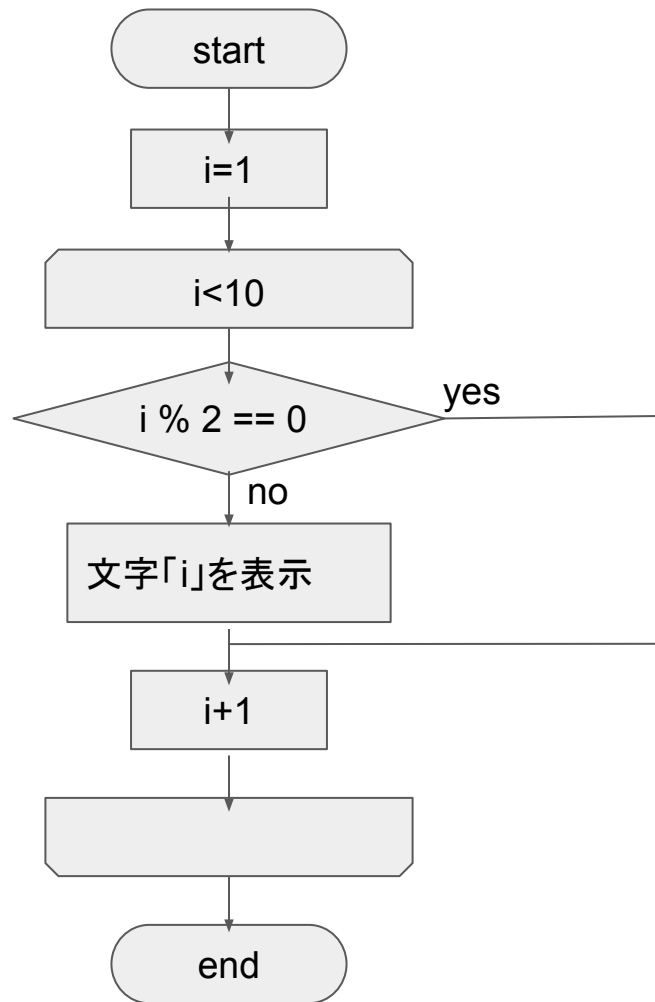 start
i=1
i<10
i % 2 == 0
yes
no
文字「i」を表示
i+1
end